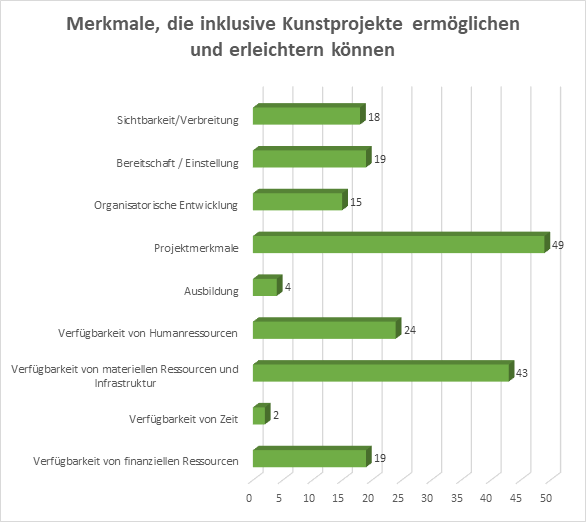 Merkmale, die inklusive Kunstprojekte ermöglichen
und erleichtern können
Sichtbarkeit/Verbreitung 18
Bereitschaft / Einstellung 19
Organisatorische Entwicklung 15
Projektmerkmale 49
Ausbildung 4
Verfügbarkeit von Humanressourcen 24
Verfügbarkeit von materiellen Ressourcen und
Infrastruktur 43
Verfügbarkeit von Zeit 2
Verfügbarkeit von finanziellen Ressourcen 19
0 5 10 15 20 25 30 35 40 45 50